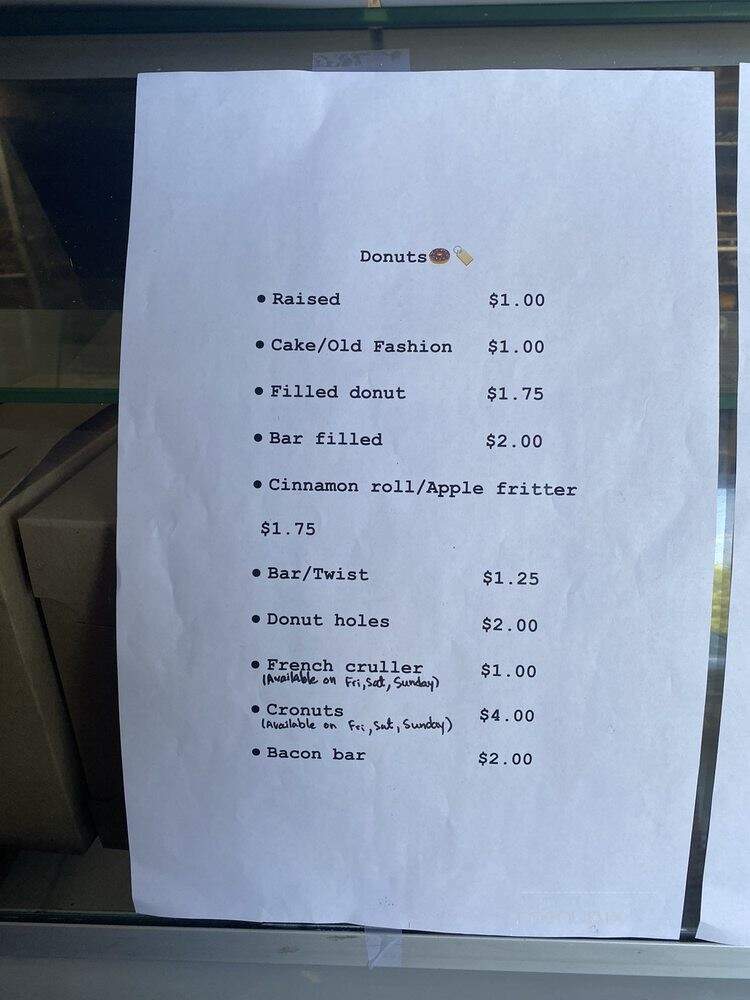 Donuts🍩🏷️
• Raised $1.00
• Cake/Old Fashion $1.00
• Filled donut $1.75
• Bar filled $2.00
• Cinnamon roll/Apple fritter
$1.75
• Bar/Twist $1.25
• Donut holes $2.00
• French cruller $1.00
(Available on Fri, Sat, Sunday)
• Cronuts $4.00
(Available on Fri, Sat, Sunday)
• Bacon bar $2.00